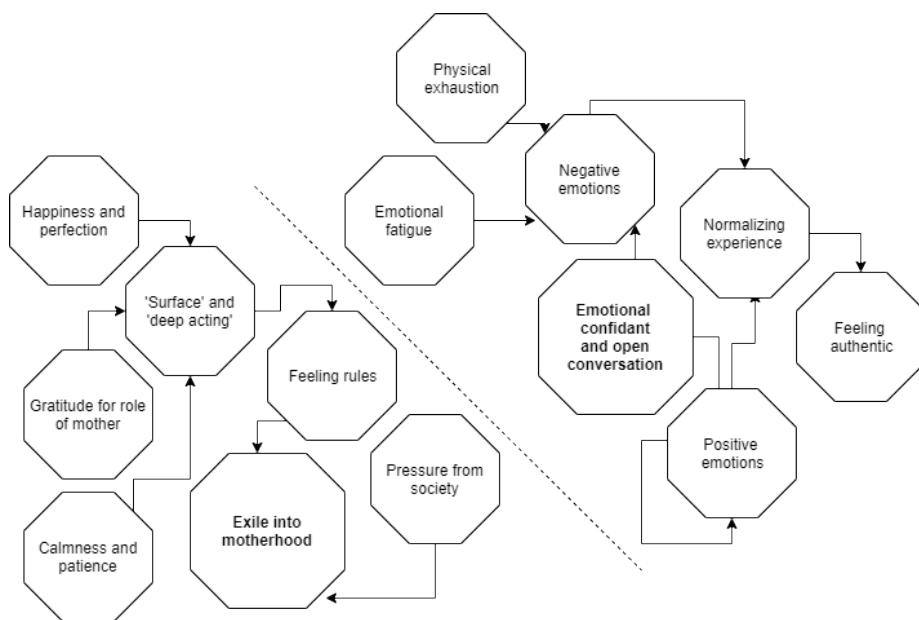 Physical
exhaustion
Negative
emotions
Happiness and
perfection
Emotional
fatigue
Normalizing
experience
'Surface' and
'deep acting'
Emotional
confidant
and open
conversation
Feeling
authentic
Feeling rules
Gratitude for role
of mother
Positive
emotions
Pressure from
society
Exile into
motherhood
Calmness and
patience